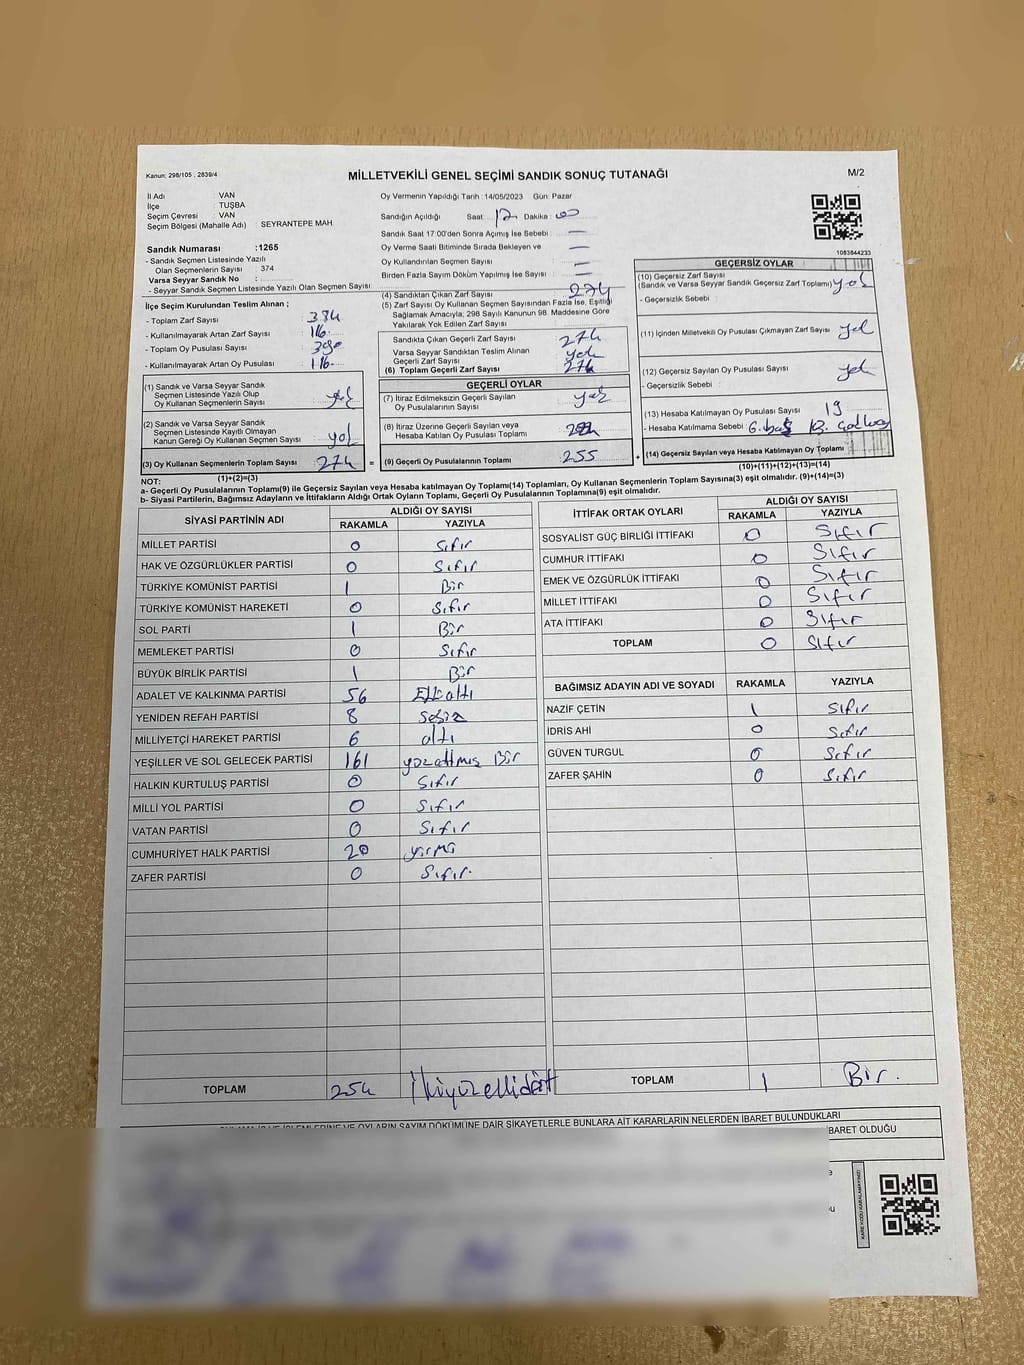 Kanun: 298/105 , 2839/4
MİLLETVEKİLİ GENEL SEÇİMİ SANDIK SONUÇ TUTANAĞI
M/2
İl Adı : VAN
İlçe : TUŞBA
Seçim Çevresi : VAN
Seçim Bölgesi (Mahalle Adı) SEYRANTEPE MAH
Sandık Numarası :1265
- Sandık Seçmen Listesinde Yazılı
Olan Seçmenlerin Sayısı : 374
Varsa Seyyar Sandık No :
- Seyyar Sandık Seçmen Listesinde Yazılı Olan Seçmen Sayısı
Oy Vermenin Yapıldığı Tarih :14/05/2023 Gün: Pazar
Sandığın Açıldığı Saat 17 Dakika 00
Sandık Saat 17:00'den Sonra Açımış İse Sebebi : —
Oy Verme Saati Bitiminde Sırada Bekleyen ve
Oy Kullandırılan Seçmen Sayısı : —
Birden Fazla Sayım Döküm Yapılmış İse Sayısı : —
1083844233
İlçe Seçim Kurulundan Teslim Alınan ;
- Toplam Zarf Sayısı : 384
- Kullanılmayarak Artan Zarf Sayısı : 116
- Toplam Oy Pusulası Sayısı : 390
- Kullanılmayarak Artan Oy Pusulası : 116
(1) Sandık ve Varsa Seyyar Sandık
Seçmen Listesinde Yazılı Olup
Oy Kullanan Seçmenlerin Sayısı :
(2) Sandık ve Varsa Seyyar Sandık
Seçmen Listesinde Kayıtlı Olmayan
Kanun Gereği Oy Kullanan Seçmen Sayısı : yok
(3) Oy Kullanan Seçmenlerin Toplam Sayısı 274 =
(1)+(2)=(3)
(4) Sandıktan Çıkan Zarf Sayısı : 274
(5) Zarf Sayısı Oy Kullanan Seçmen Sayısından Fazla İse, Eşitliği
Sağlamak Amacıyla; 298 Sayılı Kanunun 98. Maddesine Göre
Yakılarak Yok Edilen Zarf Sayısı :
Sandıkta Çıkan Geçerli Zarf Sayısı : 274
Varsa Seyyar Sandıktan Teslim Alınan
Geçerli Zarf Sayısı : yok
(6) Toplam Geçerli Zarf Sayısı : 274
GEÇERLİ OYLAR
(7) İtiraz Edilmeksizin Geçerli Sayılan
Oy Pusulalarının Sayısı :
(8) İtiraz Üzerine Geçerli Sayılan veya
Hesaba Katılan Oy Pusulası Toplamı :
(9) Geçerli Oy Pusulalarının Toplamı : 255 +
GEÇERSİZ OYLAR
(10) Geçersiz Zarf Sayısı
(Sandık ve Varsa Seyyar Sandık Geçersiz Zarf Toplamı) yok
- Geçersizlik Sebebi :
(11) İçinden Milletvekili Oy Pusulası Çıkmayan Zarf Sayısı : yok
(12) Geçersiz Sayılan Oy Pusulası Sayısı : yok
- Geçersizlik Sebebi :
(13) Hesaba Katılmayan Oy Pusulası Sayısı : 19
- Hesaba Katılmama Sebebi : 6. boş 13.
(14) Geçersiz Sayılan veya Hesaba Katılmayan Oy Toplamı :
(10)+(11)+(12)+(13)=(14)
NOT:
a- Geçerli Oy Pusulalarının Toplamı(9) ile Geçersiz Sayılan veya Hesaba katılmayan Oy Toplamı(14) Toplamları, Oy Kullanan Seçmenlerin Toplam Sayısına(3) eşit olmalıdır. (9)+(14)=(3)
b- Siyasi Partilerin, Bağımsız Adayların ve İttifakların Aldığı Ortak Oyların Toplamı, Geçerli Oy Pusulalarının Toplamına(9) eşit olmalıdır.
SİYASİ PARTİNİN ADI ALDIĞI OY SAYISI
RAKAMLA YAZIYLA
MİLLET PARTİSİ 0 Sıfır
HAK VE ÖZGÜRLÜKLER PARTİSİ 0 Sıfır
TÜRKİYE KOMÜNİST PARTİSİ 1 Bir
TÜRKİYE KOMÜNİST HAREKETİ 0 Sıfır
SOL PARTİ 1 Bir
MEMLEKET PARTİSİ 0 Sıfır
BÜYÜK BİRLİK PARTİSİ 1 Bir
ADALET VE KALKINMA PARTİSİ 56 Elli altı
YENİDEN REFAH PARTİSİ 8 sekiz
MİLLİYETÇİ HAREKET PARTİSİ 6 altı
YEŞİLLER VE SOL GELECEK PARTİSİ 161 yüzaltmış Bir
HALKIN KURTULUŞ PARTİSİ 0 Sıfır
MİLLİ YOL PARTİSİ 0 Sıfır
VATAN PARTİSİ 0 Sıfır
CUMHURİYET HALK PARTİSİ 20 yirmi
ZAFER PARTİSİ 0 Sıfır.
TOPLAM 254 İkiyüzellidört
İTTİFAK ORTAK OYLARI ALDIĞI OY SAYISI
RAKAMLA YAZIYLA
SOSYALİST GÜÇ BİRLİĞİ İTTİFAKI 0 Sıfır
CUMHUR İTTİFAKI 0 Sıfır
EMEK VE ÖZGÜRLÜK İTTİFAKI 0 Sıfır
MİLLET İTTİFAKI 0 Sıfır
ATA İTTİFAKI 0 Sıfır
TOPLAM 0 Sıfır
BAĞIMSIZ ADAYIN ADI VE SOYADI RAKAMLA YAZIYLA
NAZİF ÇETİN 1 Sıfır
İDRİS AHİ 0 Sıfır
GÜVEN TURGUL 0 Sıfır
ZAFER ŞAHİN 0 Sıfır
TOPLAM 1 Bir.
OYLARIN SAYIM DÖKÜMÜNE DAİR ŞİKAYETLERLE BUNLARA AİT KARARLARIN NELERDEN İBARET BULUNDUKLARI
BARET OLDUĞU
KARE KODU KARALAMAYINIZ!